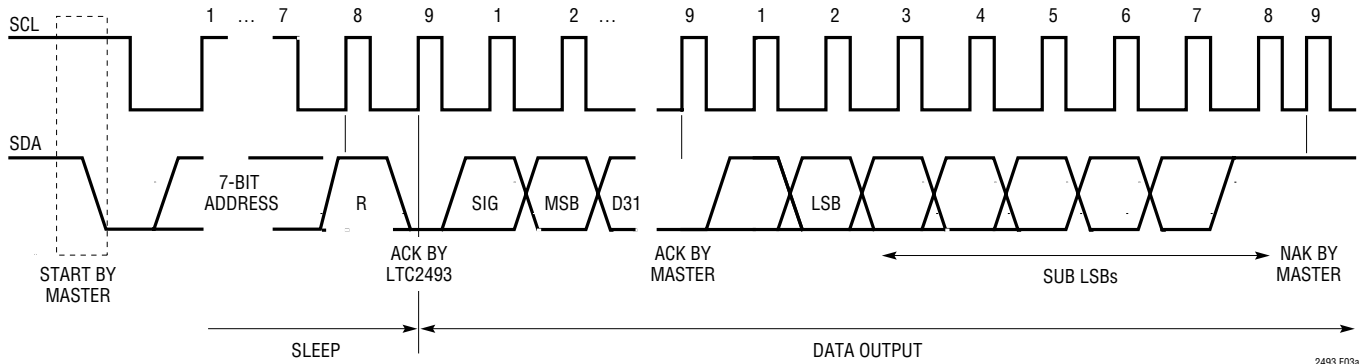 1 … 7 8 9 1 2 … 9 1 2 3 4 5 6 7 8 9
SCL
SDA
7-BIT
ADDRESS
R
SIG
MSB
D31
LSB
START BY
MASTER
ACK BY
LTC2493
ACK BY
MASTER
SUB LSBs
NAK BY
MASTER
SLEEP
DATA OUTPUT
2493 F03a